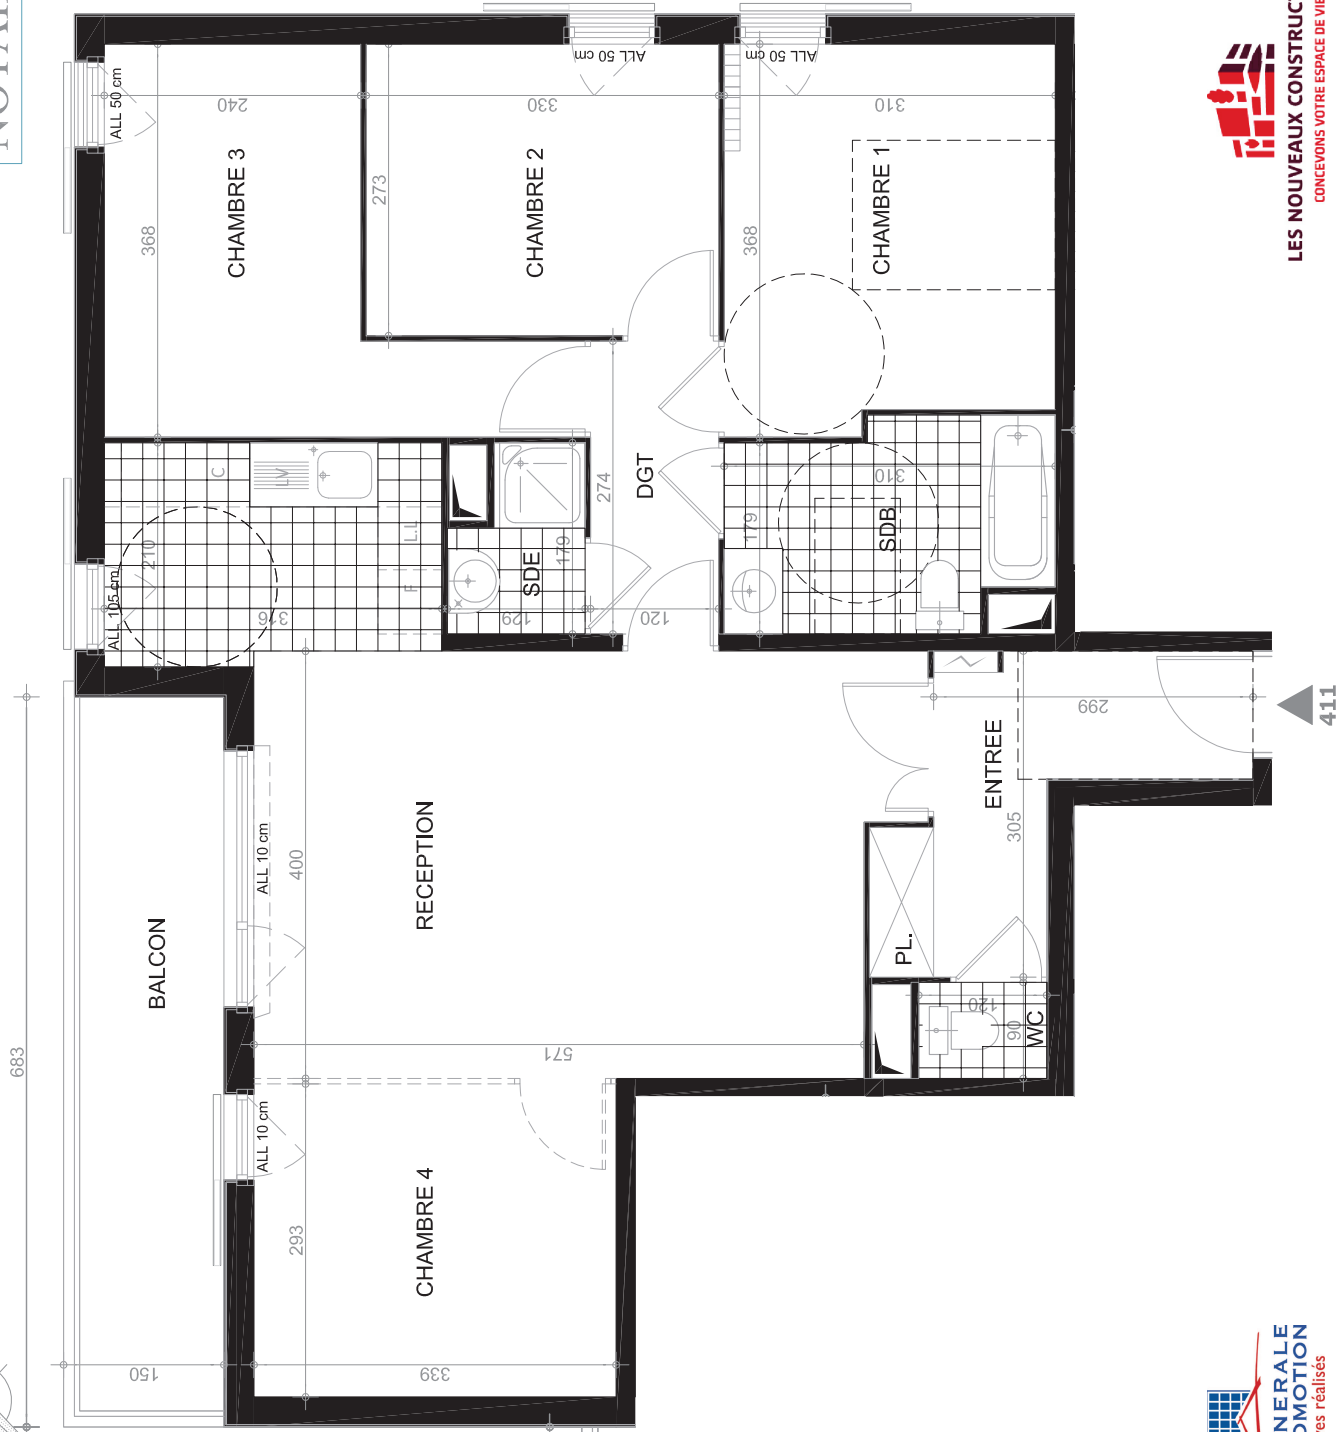 ALL 50 cm
ALL 50 cm
ALL 50 cm
240
330
310
CHAMBRE 3
CHAMBRE 2
CHAMBRE 1
368
273
368
C
LV
L.L
F
210
ALL 105 cm
316
SDE
179
129
274
DGT
120
179
310
SDB
299
411
ENTREE
305
RECEPTION
400
ALL 10 cm
BALCON
683
PL.
120
90
WC
571
ALL 10 cm
CHAMBRE 4
293
150
339
LES NOUVEAUX CONSTRUCT
CONCEVONS VOTRE ESPACE DE VIE
NERALE
OMOTION
es réalisés